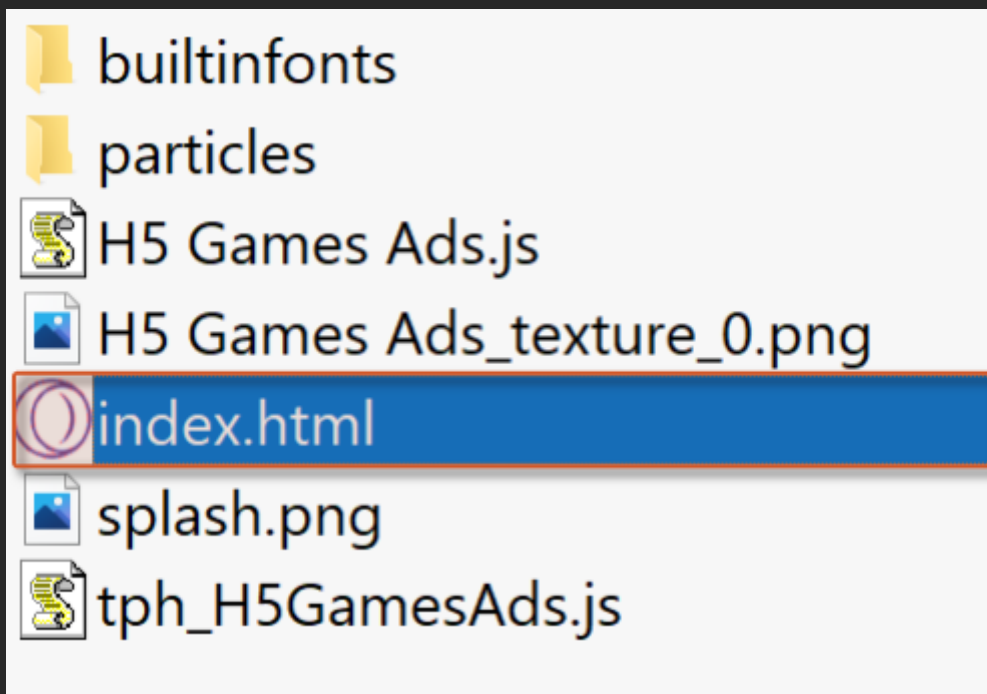 builtinfonts
particles
H5 Games Ads.js
H5 Games Ads_texture_0.png
index.html
splash.png
tph_H5GamesAds.js